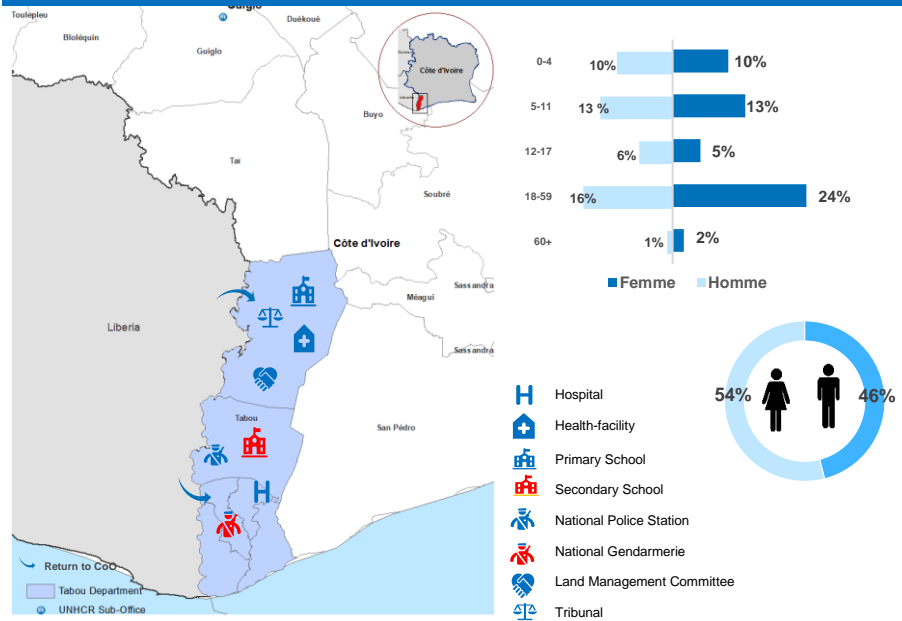 Guiglo
Toulepleu
Duékoué
Bloléquin
Guiglo
Côte d'Ivoire
Buyo
Taï
Soubré
Côte d'Ivoire
Sassandra
Méagui
Liberia
Sassandra
Tabou
San Pédro
Return to CoO
Tabou Department
UNHCR Sub-Office
0-4 10% 10%
5-11 13 % 13%
12-17 6% 5%
18-59 16% 24%
60+ 1% 2%
Femme Homme
54% 46%
H Hospital
Health-facility
Primary School
Secondary School
National Police Station
National Gendarmerie
Land Management Committee
Tribunal
H